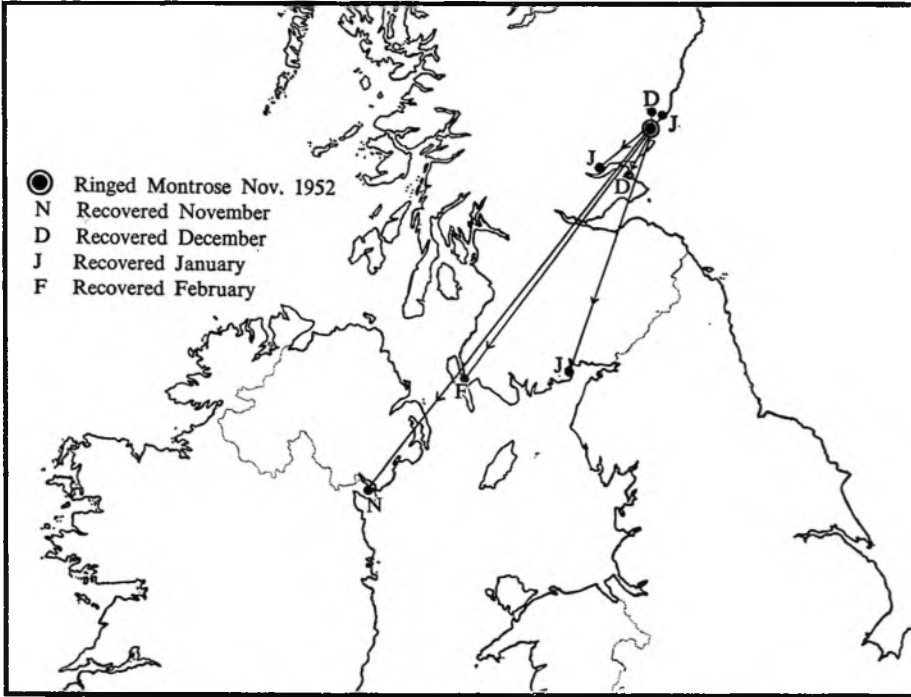 D
J
J
D
Ringed Montrose Nov. 1952
N Recovered November
D Recovered December
J Recovered January
F Recovered February
J
F
N